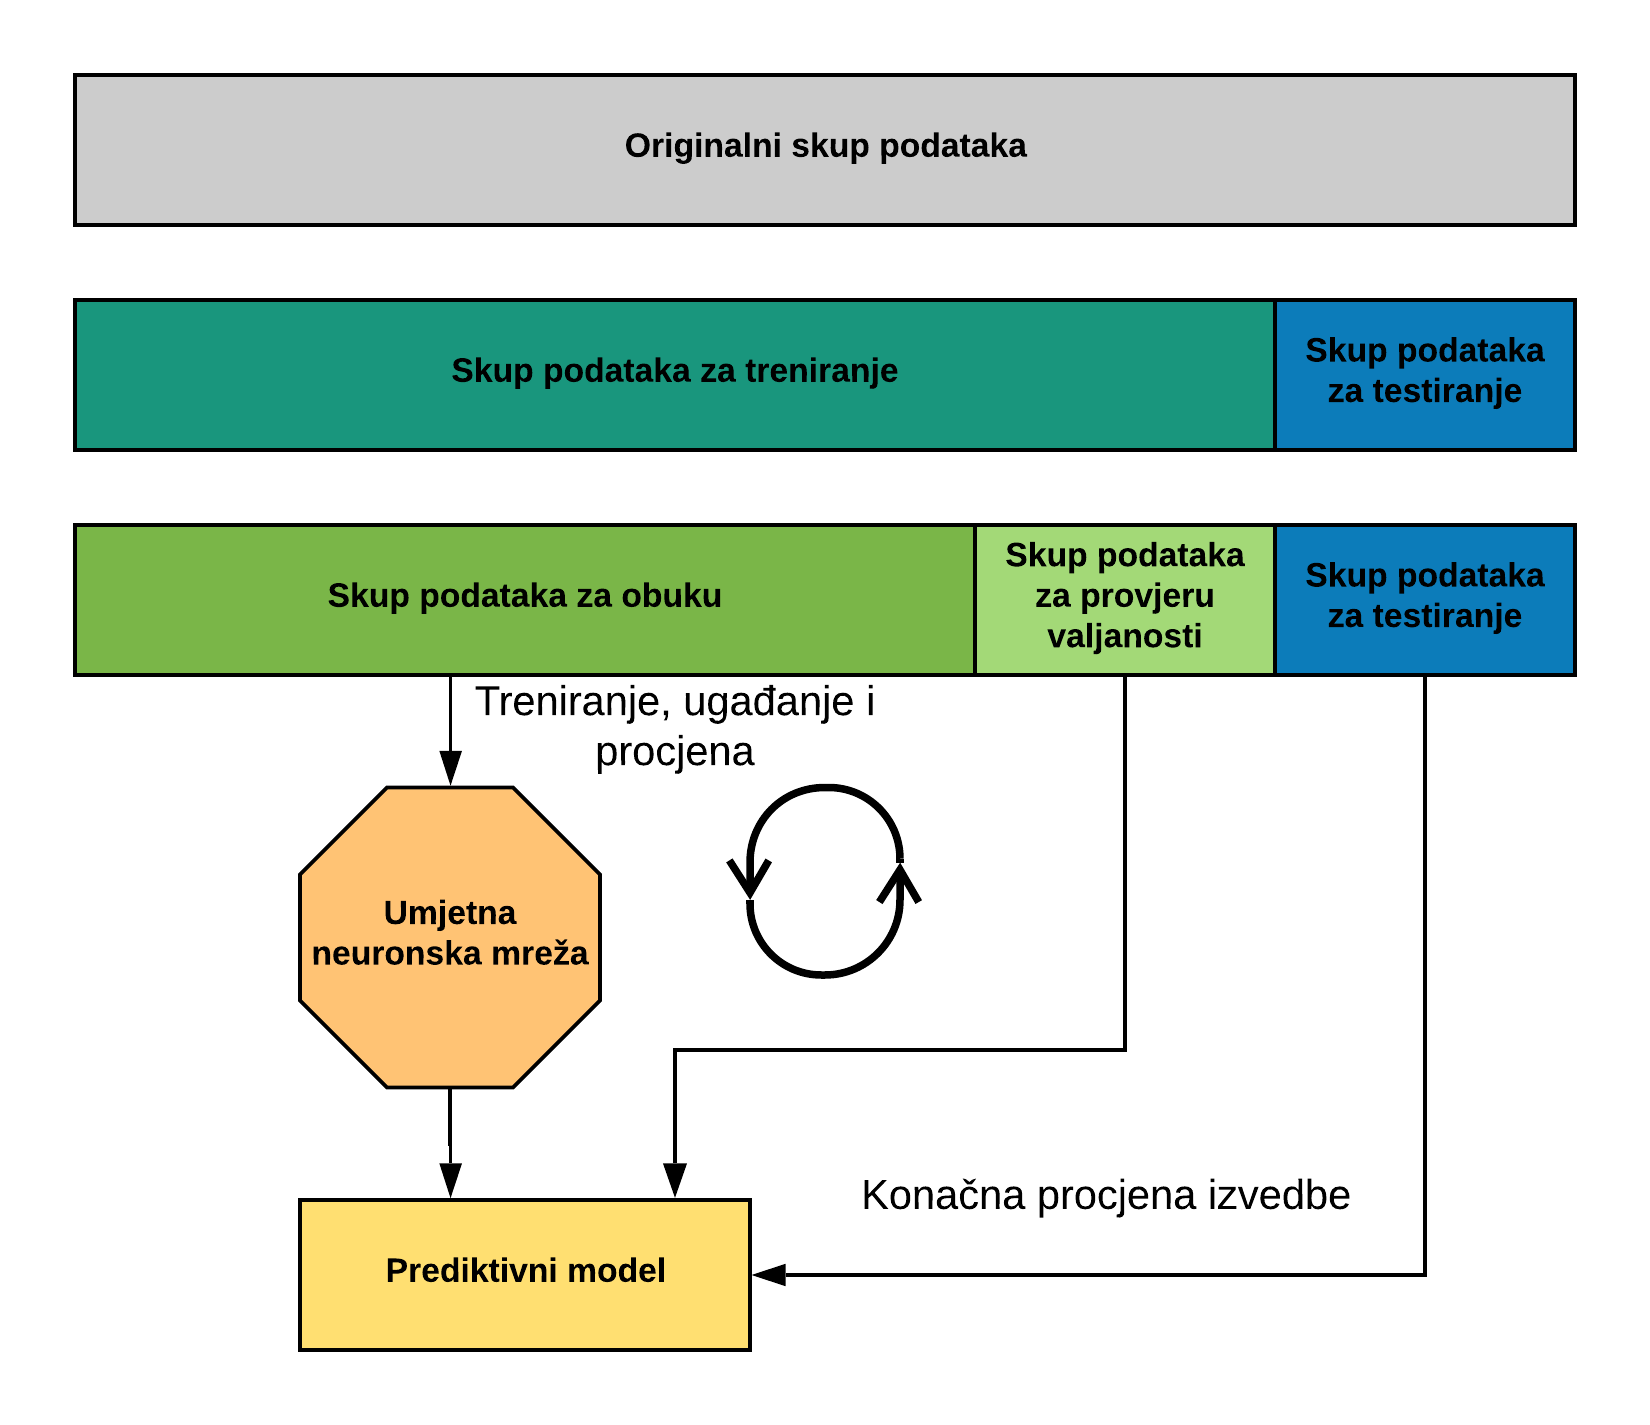 Originalni skup podataka
Skup podataka za treniranje
Skup podataka
za testiranje
Skup podataka za obuku
Skup podataka
za provjeru
valjanosti
Skup podataka
za testiranje
Treniranje, ugađanje i
procjena
Umjetna
neuronska mreža
Konačna procjena izvedbe
Prediktivni model